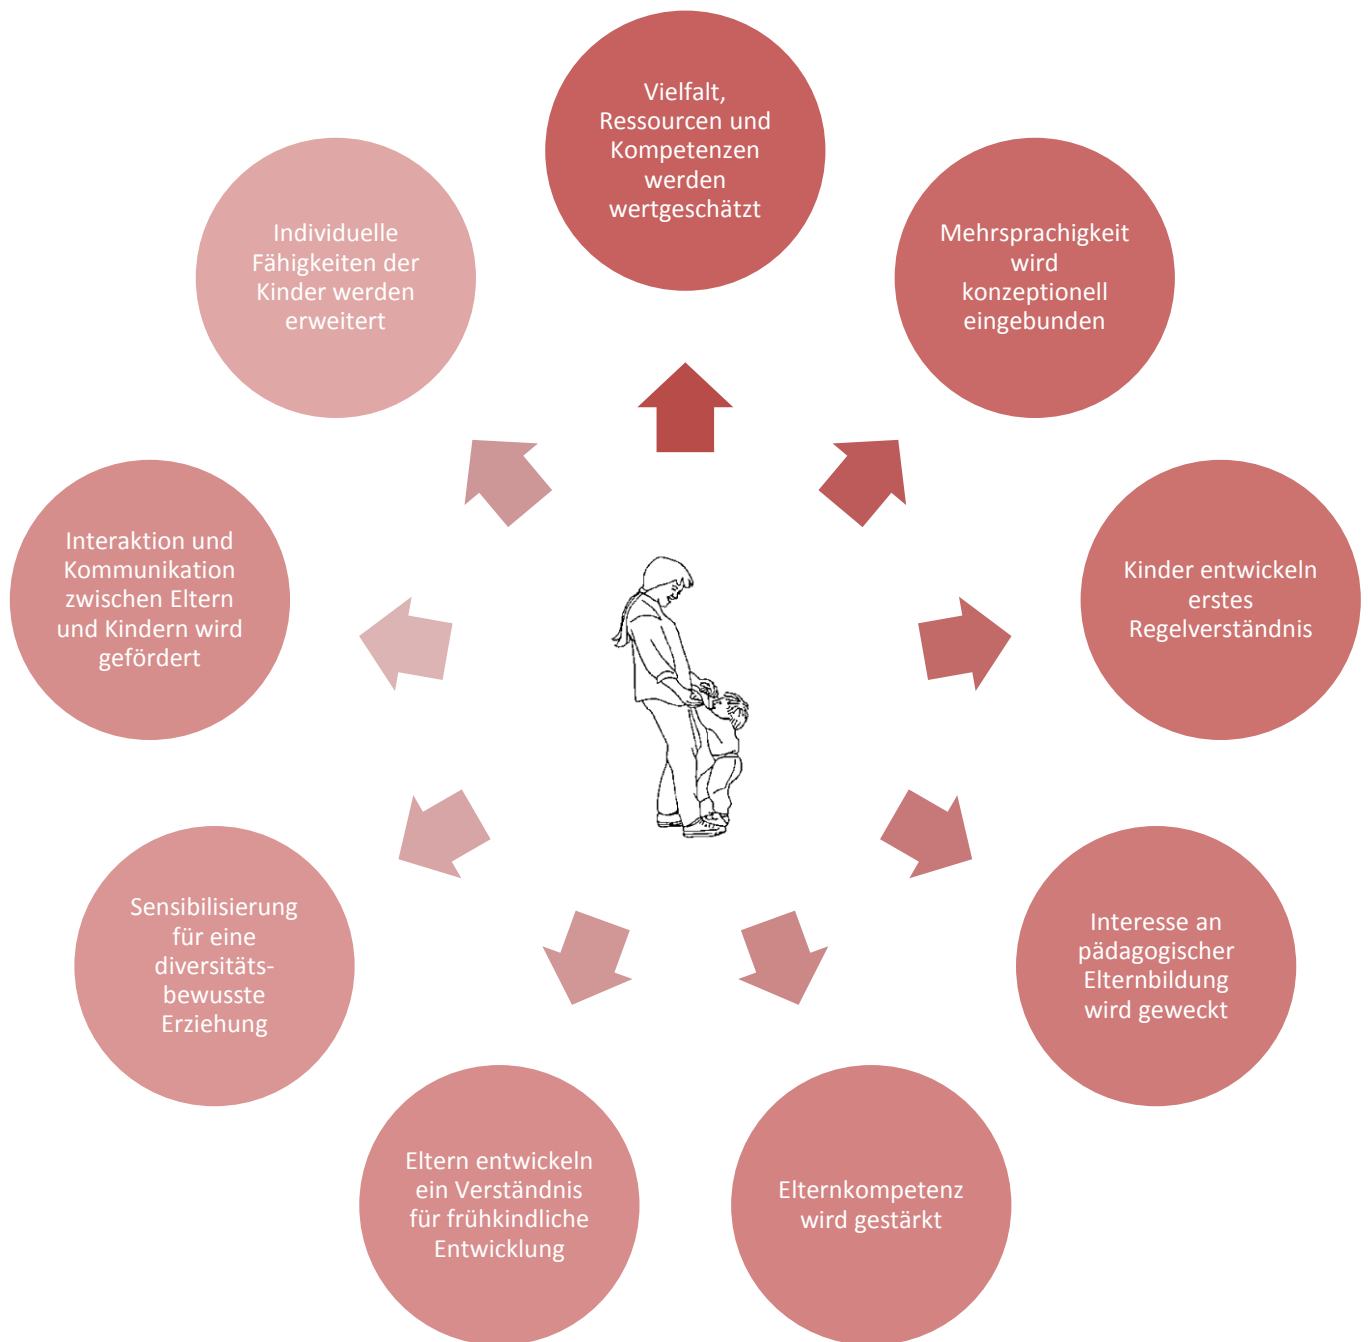 Vielfalt,
Ressourcen und
Kompetenzen
werden
wertgeschätzt
Mehrsprachigkeit
wird
konzeptionell
eingebunden
Kinder entwickeln
erstes
Regelverständnis
Interesse an
pädagogischer
Elternbildung
wird geweckt
Elternkompetenz
wird gestärkt
Eltern entwickeln
ein Verständnis
für frühkindliche
Entwicklung
Sensibilisierung
für eine
diversitäts-
bewusste
Erziehung
Interaktion und
Kommunikation
zwischen Eltern
und Kindern wird
gefördert
Individuelle
Fähigkeiten der
Kinder werden
erweitert